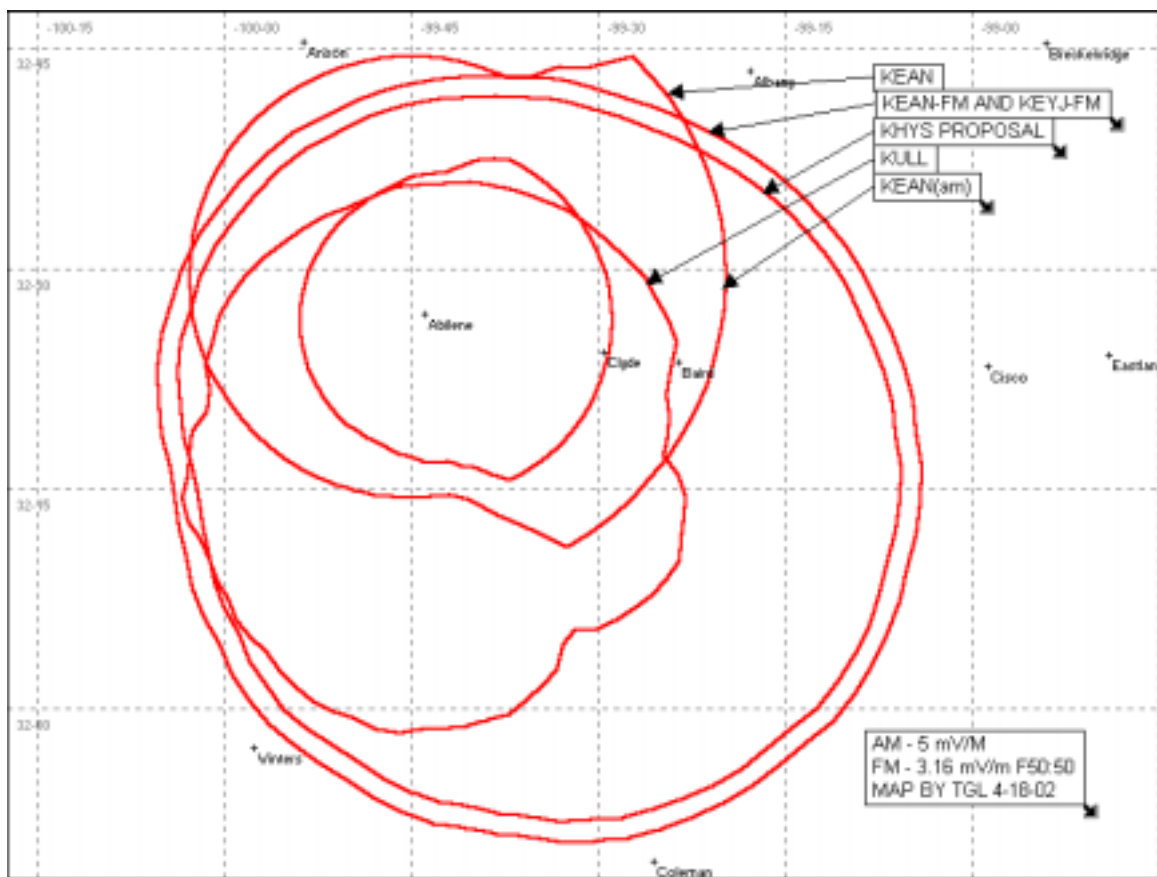 -100-15 -100-00 -99-45 -99-30 -99-15 -99-00
32-45
Anson
Breckenridge
Albany
KEAN
KEAN-FM AND KEYJ-FM
KHYS PROPOSAL
KULL
KEAN(am)
32-30
Abilene
Clyde
Baird
Cisco
Eastlan
32-15
32-00
Winters
AM - 5 mV/M
FM - 3.16 mV/m F50:50
MAP BY TGL 4-18-02
Coleman